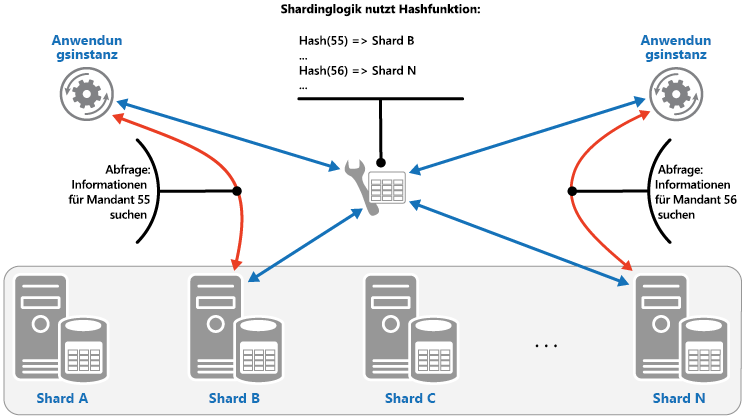 Shardinglogik nutzt Hashfunktion:
Hash(55) => Shard B
...
Hash(56) => Shard N
...
Anwendun
gsinstanz
Anwendun
gsinstanz
Abfrage:
Informationen
für Mandant 55
suchen
Abfrage:
Informationen
für Mandant 56
suchen
...
Shard A
Shard B
Shard C
Shard N